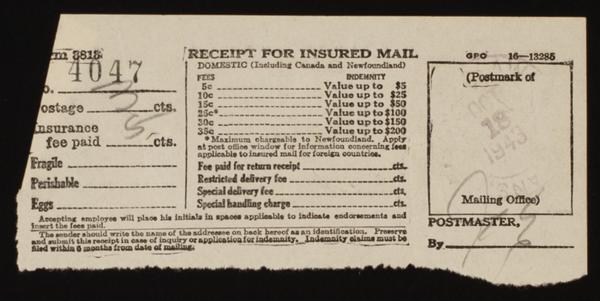 3813
4047
RECEIPT FOR INSURED MAIL
DOMESTIC (Including Canada and Newfoundland)
FEES INDEMNITY
5c Value up to $5
10c Value up to $25
15c Value up to $50
25c* Value up to $100
30c Value up to $150
35c Value up to $200
*Maximum chargeable to Newfoundland. Apply
at post office window for information concerning fees
applicable to insured mail for foreign countries.
Fee paid for return receipt cts.
Restricted delivery fee cts.
Special delivery fee cts.
Special handling charge cts.
o.
ostage cts.
nsurance
fee paid cts.
Fragile
Perishable
Eggs
Accepting employee will place his initials in spaces applicable to indicate endorsements and
insert the fees paid.
The sender should write the name of the addressee on back hereof as an identification. Preserve
and submit this receipt in case of inquiry or application for indemnity. Indemnity claims must be
filed within 6 months from date of mailing.
GPO 16—13285
(Postmark of
18
1943
Mailing Office)
POSTMASTER,
By